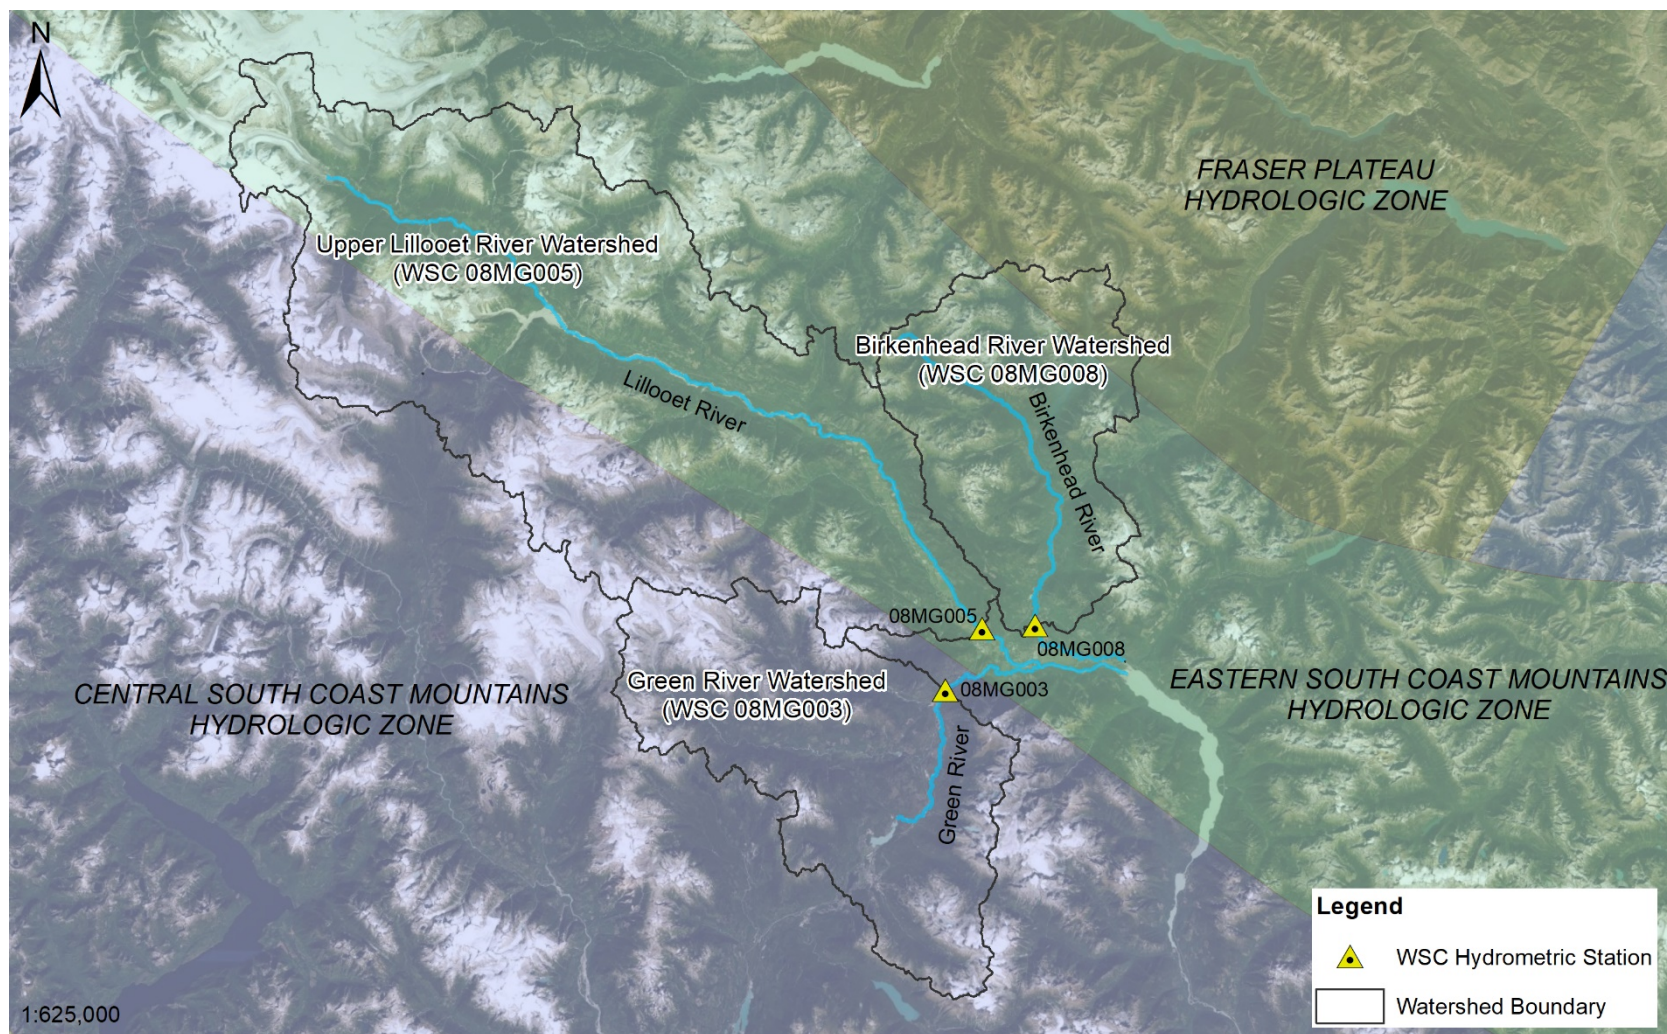 N
FRASER PLATEAU
HYDROLOGIC ZONE
Upper Lillooet River Watershed
(WSC 08MG005)
Birkenhead River Watershed
(WSC 08MG008)
Lillooet River
Birkenhead River
08MG005
08MG008
Green River Watershed
(WSC 08MG003)
08MG003
CENTRAL SOUTH COAST MOUNTAINS
HYDROLOGIC ZONE
EASTERN SOUTH COAST MOUNTAINS
HYDROLOGIC ZONE
Green River
Legend
WSC Hydrometric Station
Watershed Boundary
1:625,000